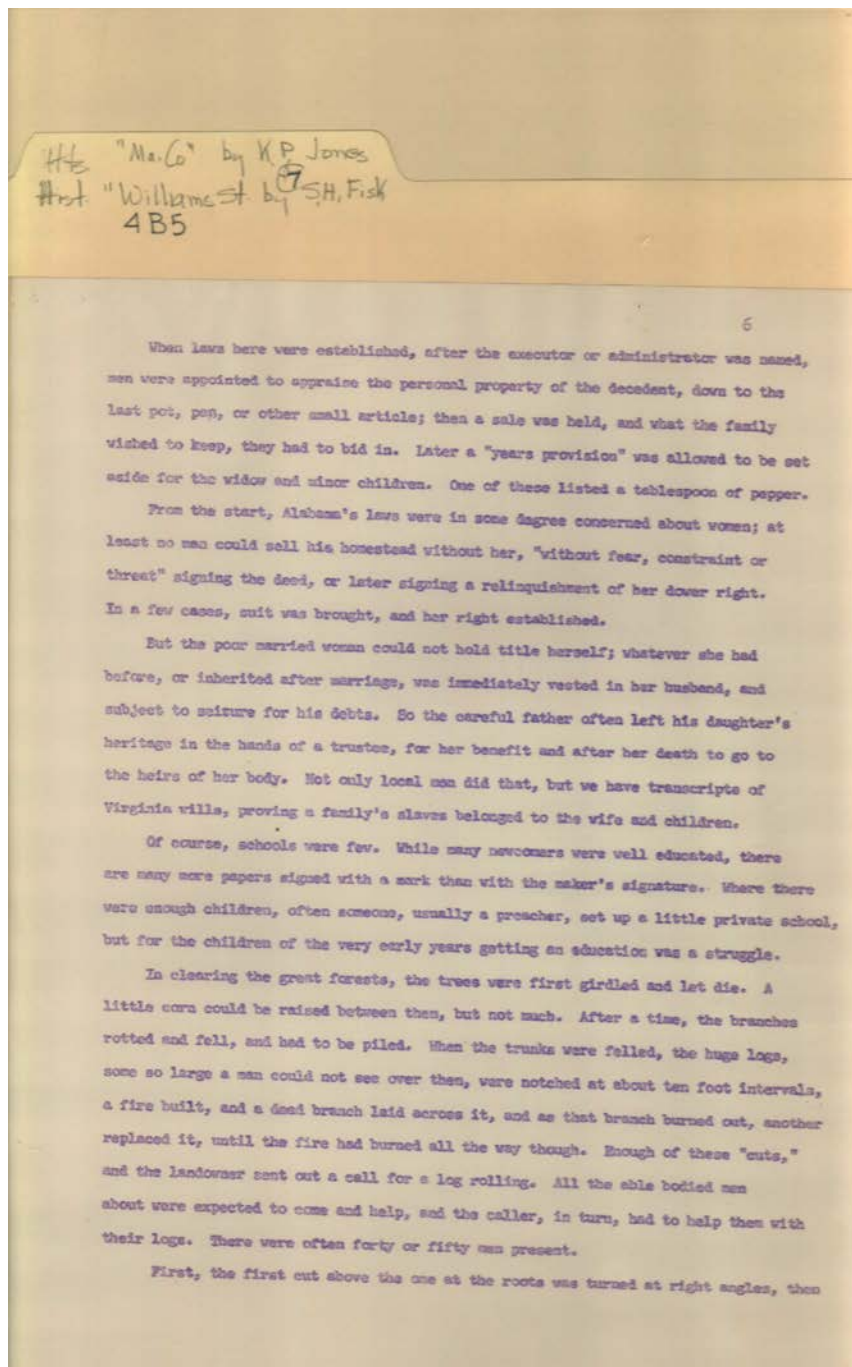 Hts "Ma. Co" by K.P. Jones
Hist. "Williams St. by S.H. Fisk
7
4B5
6
When laws here were established, after the executor or administrator was named,
men were appointed to appraise the personal property of the decedent, down to the
last pot, pan, or other small article; then a sale was held, and what the family
wished to keep, they had to bid in. Later a "years provision" was allowed to be set
aside for the widow and minor children. One of these listed a tablespoon of pepper.
From the start, Alabama's laws were in some degree concerned about women; at
least no man could sell his homestead without her, "without fear, constraint or
threat" signing the deed, or later signing a relinquishment of her dower right.
In a few cases, suit was brought, and her right established.
But the poor married woman could not hold title herself; whatever she had
before, or inherited after marriage, was immediately vested in her husband, and
subject to seizure for his debts. So the careful father often left his daughter's
heritage in the hands of a trustee, for her benefit and after her death to go to
the heirs of her body. Not only local men did that, but we have transcripts of
Virginia wills, proving a family's slaves belonged to the wife and children.
Of course, schools were few. While many newcomers were well educated, there
are many more papers signed with a mark than with the maker's signature. Where there
were enough children, often someone, usually a preacher, set up a little private school,
but for the children of the very early years getting an education was a struggle.
In clearing the great forests, the trees were first girdled and let die. A
little corn could be raised between them, but not much. After a time, the branches
rotted and fell, and had to be piled. When the trunks were felled, the huge logs,
some so large a man could not see over them, were notched at about ten foot intervals,
a fire built, and a dead branch laid across it, and as that branch burned out, another
replaced it, until the fire had burned all the way though. Enough of these "cuts,"
and the landowner sent out a call for a log rolling. All the able bodied men
about were expected to come and help, and the caller, in turn, had to help them with
their logs. There were often forty or fifty men present.
First, the first cut above the one at the roots was turned at right angles, then